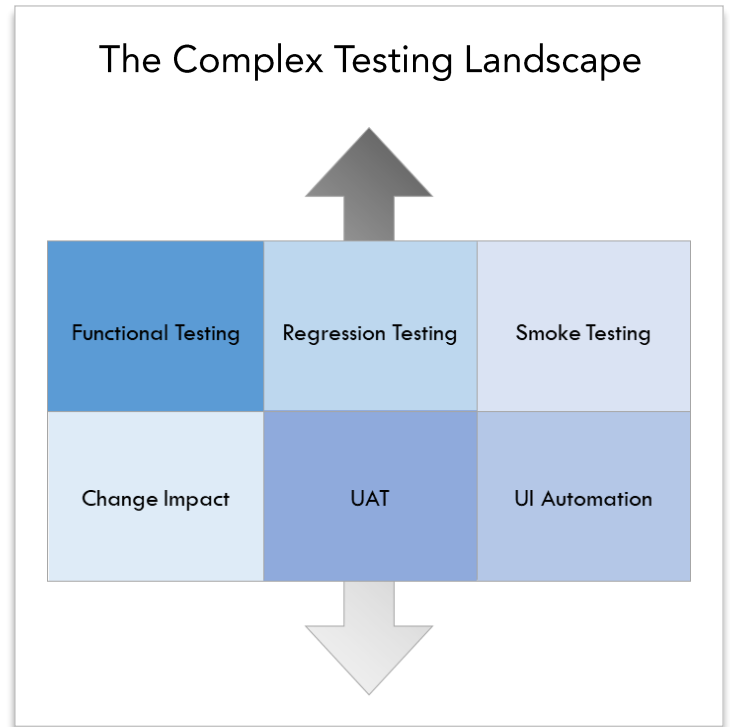 The Complex Testing Landscape
Functional Testing
Regression Testing
Smoke Testing
Change Impact
UAT
UI Automation